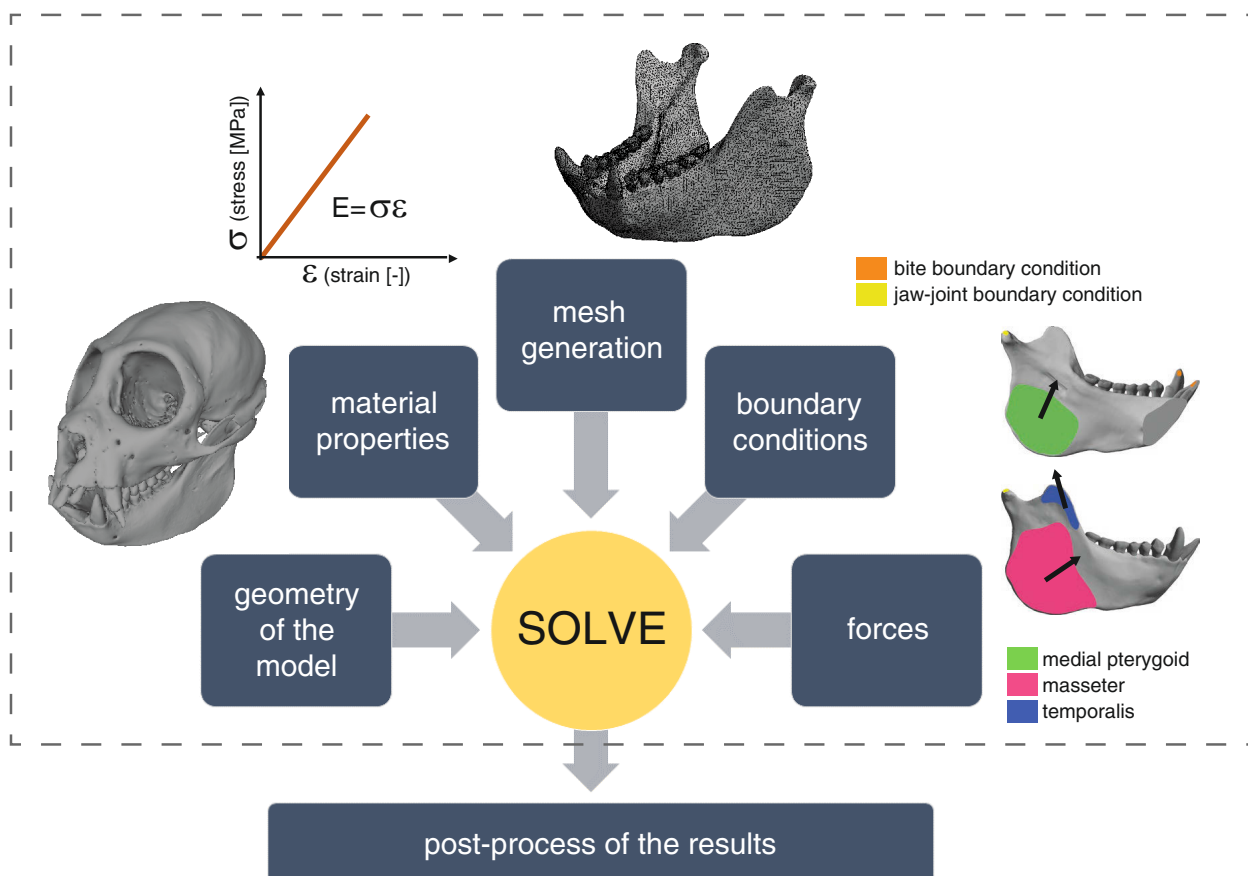 σ (stress [MPa])
E=σε
ε (strain [-])
mesh
generation
bite boundary condition
jaw-joint boundary condition
material
properties
boundary
conditions
geometry
of the
model
SOLVE
forces
medial pterygoid
masseter
temporalis
post-process of the results